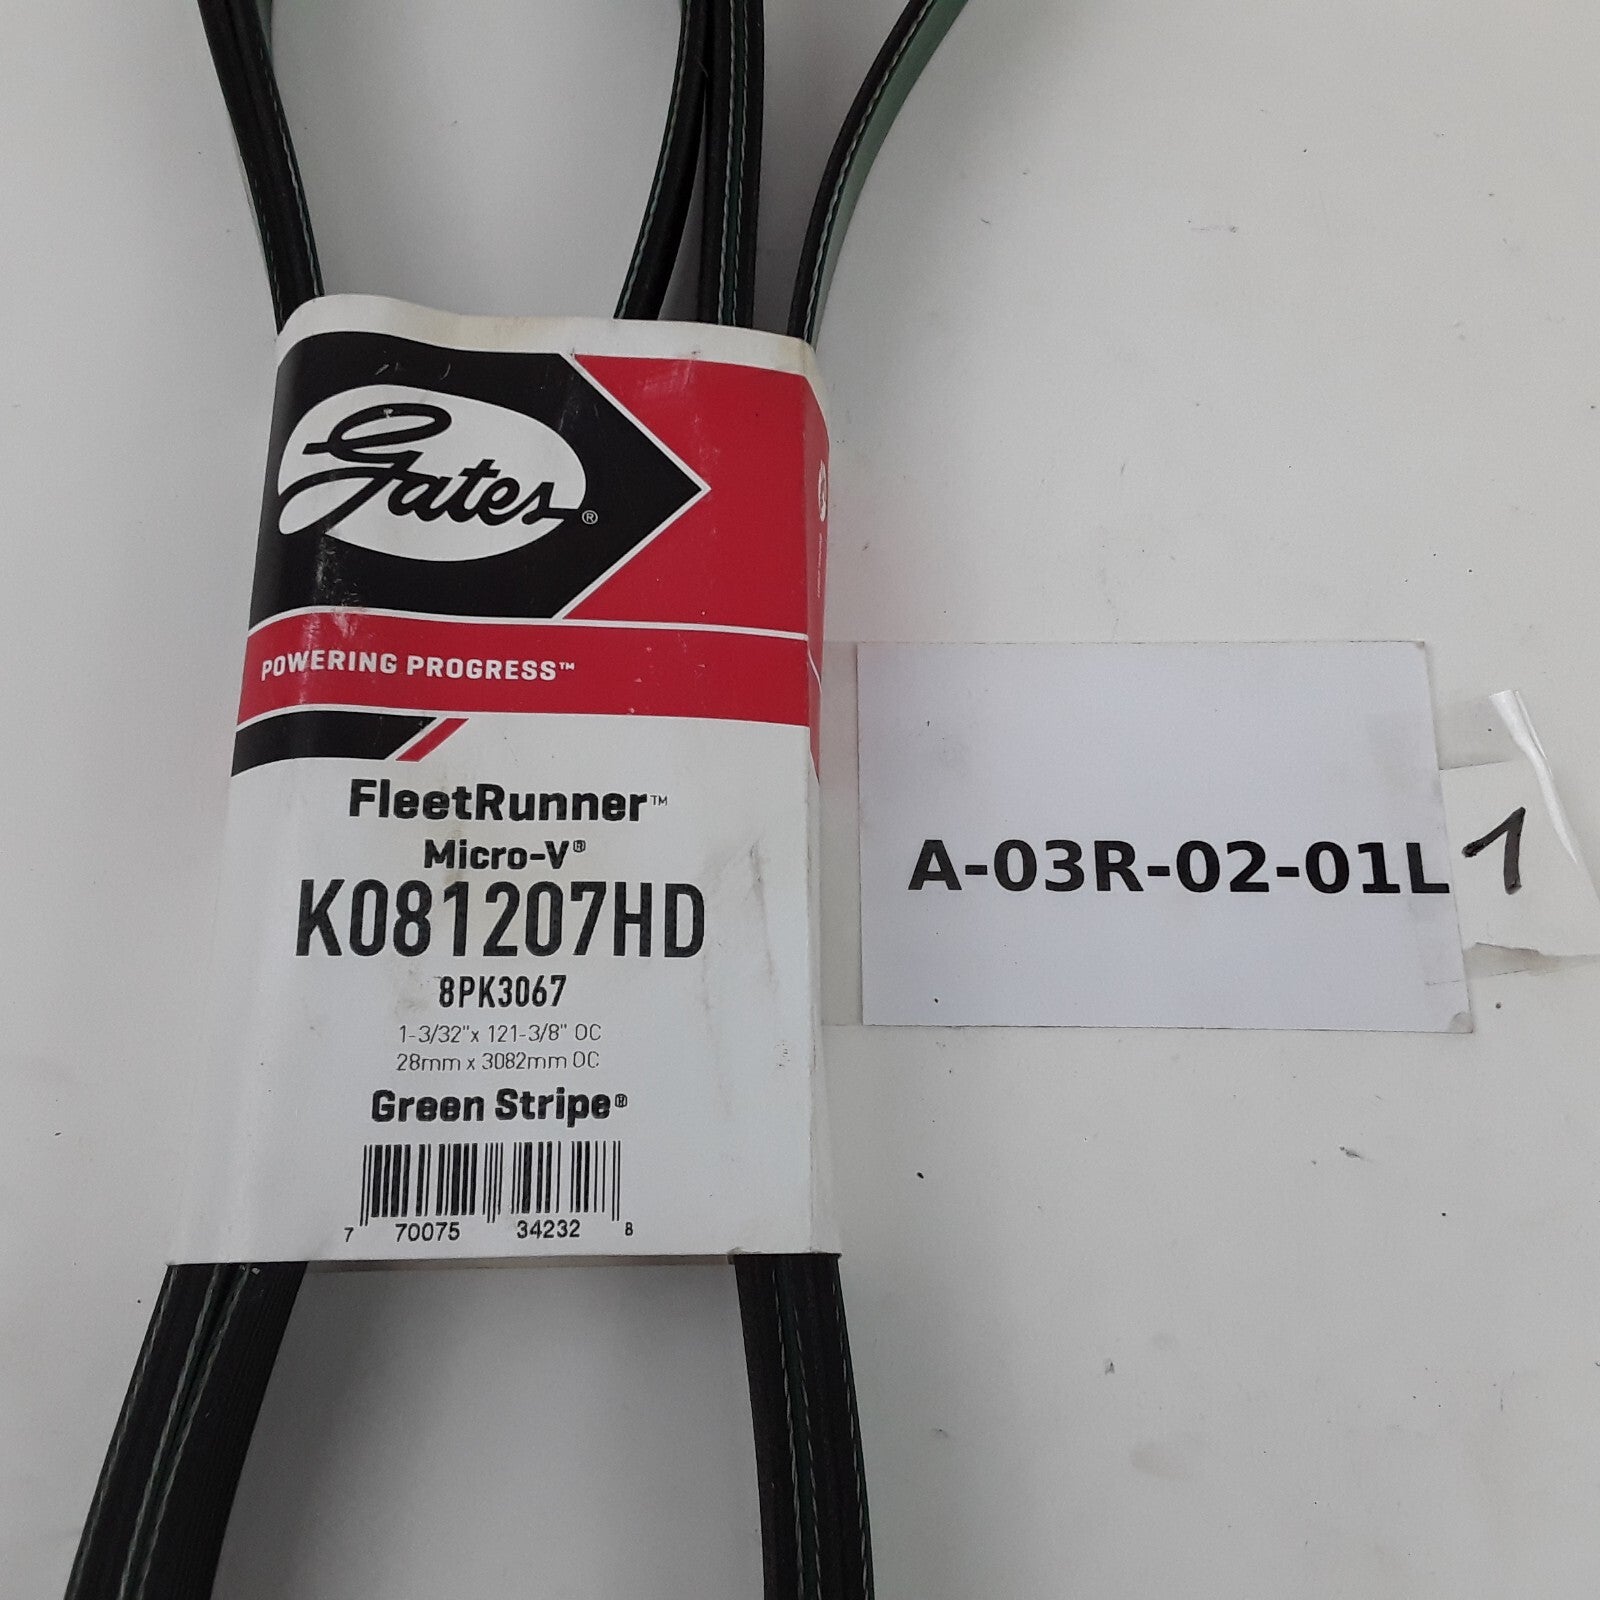 Gates®
POWERING PROGRESS™
FleetRunner™
Micro-V®
K081207HD
8PK3067
1-3/32"x 121-3/8" OC
28mm x 3082mm OC
Green Stripe®
7 70075 34232 8
A-03R-02-01L 1